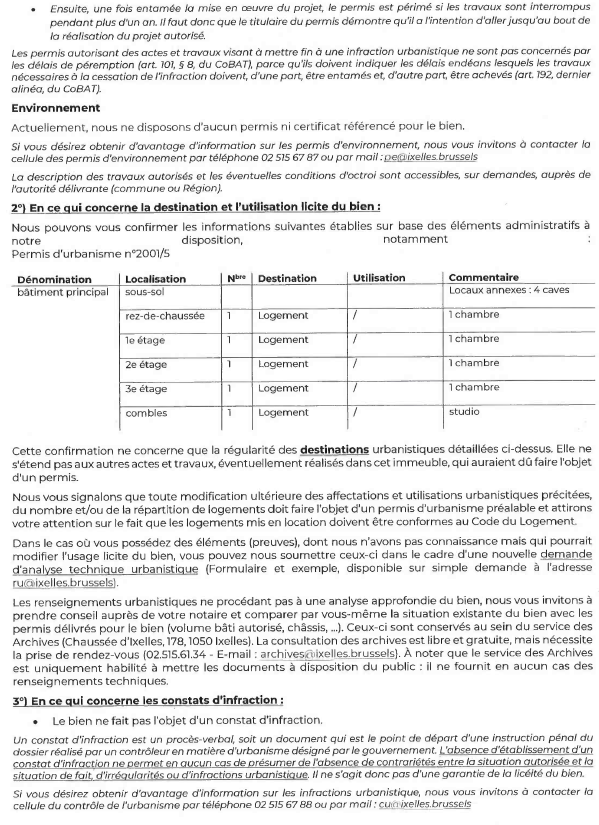 • Ensuite, une fois entamée la mise en œuvre du projet, le permis est périmé si les travaux sont interrompus
pendant plus d'un an. Il faut donc que le titulaire du permis démontre qu'il a l'intention d'aller jusqu'au bout de
la réalisation du projet autorisé.
Les permis autorisant des actes et travaux visant à mettre fin à une infraction urbanistique ne sont pas concernés par
les délais de péremption (art. 101, § 8, du CoBAT), parce qu'ils doivent indiquer les délais endéans lesquels les travaux
nécessaires à la cessation de l'infraction doivent, d'une part, être entamés et, d'autre part, être achevés (art. 192, dernier
alinéa, du CoBAT).
Environnement
Actuellement, nous ne disposons d'aucun permis ni certificat référencé pour le bien.
Si vous désirez obtenir d'avantage d'information sur les permis d'environnement, nous vous invitons à contacter la
cellule des permis d'environnement par téléphone 02 515 67 87 ou par mail : pe@ixelles.brussels
La description des travaux autorisés et les éventuelles conditions d'octroi sont accessibles, sur demandes, auprès de
l'autorité délivrante (commune ou Région).
2°) En ce qui concerne la destination et l'utilisation licite du bien :
Nous pouvons vous confirmer les informations suivantes établies sur base des éléments administratifs à
notre disposition, notamment :
Permis d'urbanisme n°2001/5
Dénomination Localisation Nbre Destination Utilisation Commentaire
bâtiment principal sous-sol Locaux annexes : 4 caves
rez-de-chaussée 1 Logement / 1 chambre
1e étage 1 Logement / 1 chambre
2e étage 1 Logement / 1 chambre
3e étage 1 Logement / 1 chambre
combles 1 Logement / studio
Cette confirmation ne concerne que la régularité des destinations urbanistiques détaillées ci-dessus. Elle ne
s'étend pas aux autres actes et travaux, éventuellement réalisés dans cet immeuble, qui auraient dû faire l'objet
d'un permis.
Nous vous signalons que toute modification ultérieure des affectations et utilisations urbanistiques précitées,
du nombre et/ou de la répartition de logements doit faire l'objet d'un permis d'urbanisme préalable et attirons
votre attention sur le fait que les logements mis en location doivent être conformes au Code du Logement.
Dans le cas où vous possédez des éléments (preuves), dont nous n'avons pas connaissance mais qui pourrait
modifier l'usage licite du bien, vous pouvez nous soumettre ceux-ci dans le cadre d'une nouvelle demande
d'analyse technique urbanistique (Formulaire et exemple, disponible sur simple demande à l'adresse
ru@ixelles.brussels).
Les renseignements urbanistiques ne procédant pas à une analyse approfondie du bien, nous vous invitons à
prendre conseil auprès de votre notaire et comparer par vous-même la situation existante du bien avec les
permis délivrés pour le bien (volume bâti autorisé, châssis, ...). Ceux-ci sont conservés au sein du service des
Archives (Chaussée d'Ixelles, 178, 1050 Ixelles). La consultation des archives est libre et gratuite, mais nécessite
la prise de rendez-vous (02.515.61.34 - E-mail : archives@ixelles.brussels). À noter que le service des Archives
est uniquement habilité à mettre les documents à disposition du public : il ne fournit en aucun cas des
renseignements techniques.
3°) En ce qui concerne les constats d'infraction :
• Le bien ne fait pas l'objet d'un constat d'infraction.
Un constat d'infraction est un procès-verbal, soit un document qui est le point de départ d'une instruction pénal du
dossier réalisé par un contrôleur en matière d'urbanisme désigné par le gouvernement. L'absence d'établissement d'un
constat d'infraction ne permet en aucun cas de présumer de l'absence de contrariétés entre la situation autorisée et la
situation de fait, d'irrégularités ou d'infractions urbanistique. Il ne s'agit donc pas d'une garantie de la licéité du bien.
Si vous désirez obtenir d'avantage d'information sur les infractions urbanistique, nous vous invitons à contacter la
cellule du contrôle de l'urbanisme par téléphone 02 515 67 88 ou par mail : cu@ixelles.brussels